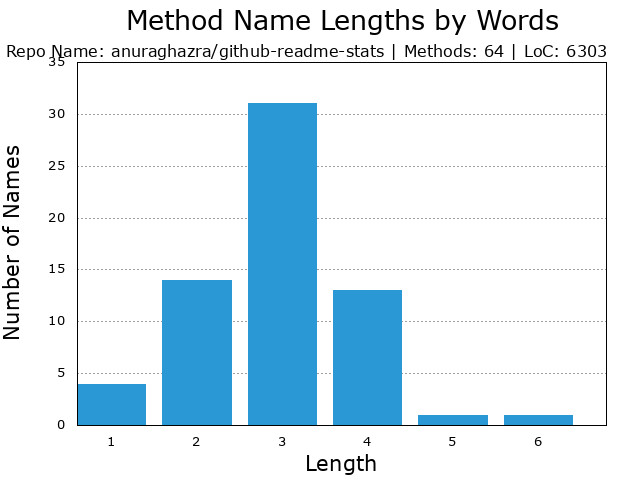 Method Name Lengths by Words
Repo Name: anuraghazra/github-readme-stats | Methods: 64 | LoC: 6303
35
30
25
20
15
10
5
0
Number of Names
1 2 3 4 5 6
Length